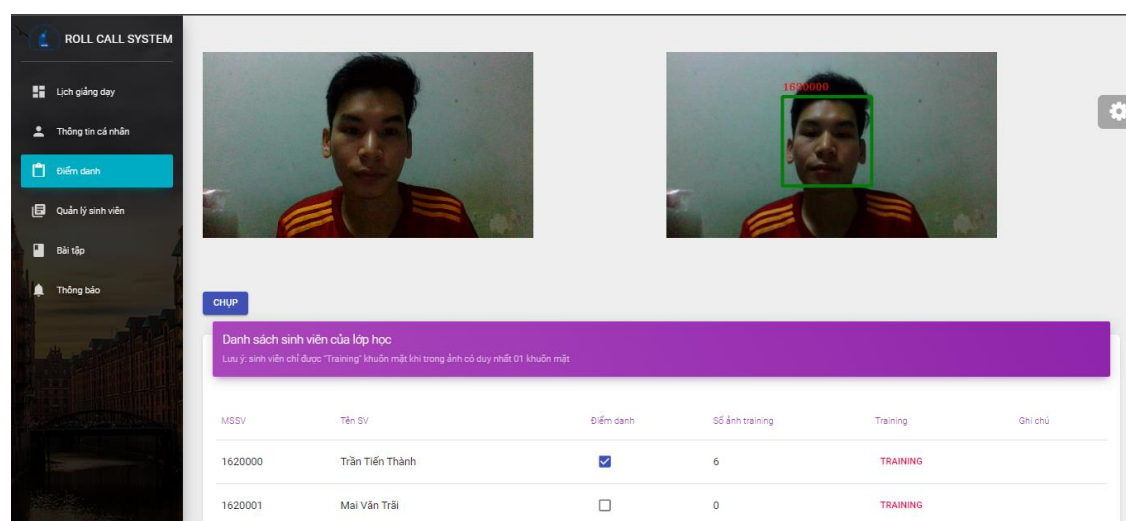 ROLL CALL SYSTEM
Lịch giảng dạy
Thông tin cá nhân
Điểm danh
Quản lý sinh viên
Bài tập
Thông báo
1620000
CHỤP
Danh sách sinh viên của lớp học
Lưu ý: sinh viên chỉ được "Training" khuôn mặt khi trong ảnh có duy nhất 01 khuôn mặt
MSSV Tên SV Điểm danh Số ảnh training Training Ghi chú
1620000 Trần Tiến Thành 6 TRAINING
1620001 Mai Văn Trãi 0 TRAINING